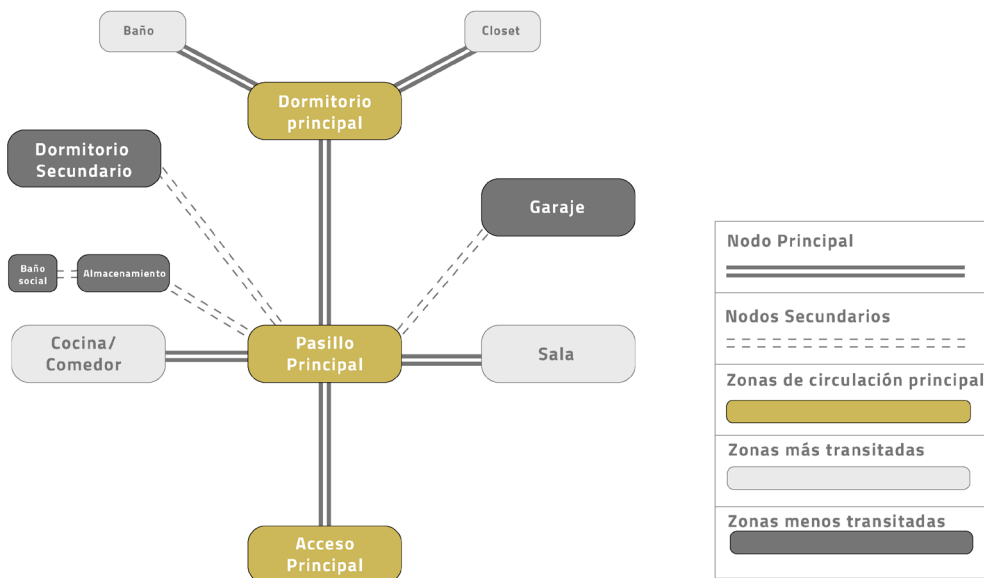 Baño
Closet
Dormitorio
principal
Dormitorio
Secundario
Garaje
Baño
social
Almacenamiento
Cocina/
Comedor
Pasillo
Principal
Sala
Acceso
Principal
Nodo Principal
Nodos Secundarios
Zonas de circulación principal
Zonas más transitadas
Zonas menos transitadas